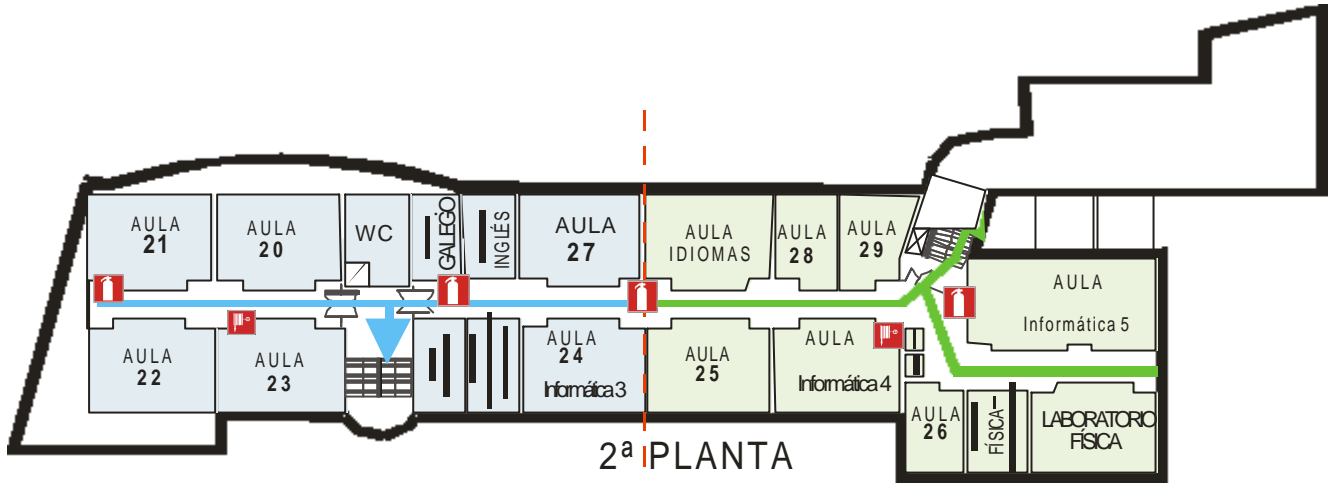 AULA
21
AULA
20
WC
GALEGO
INGLÉS
AULA
27
AULA
IDIOMAS
AULA
28
AULA
29
AULA
Informática 5
AULA
22
AULA
23
AULA
24
Informática 3
AULA
25
AULA
Informática 4
AULA
26
FÍSICA
LABORATORIO
FÍSICA
2ª PLANTA